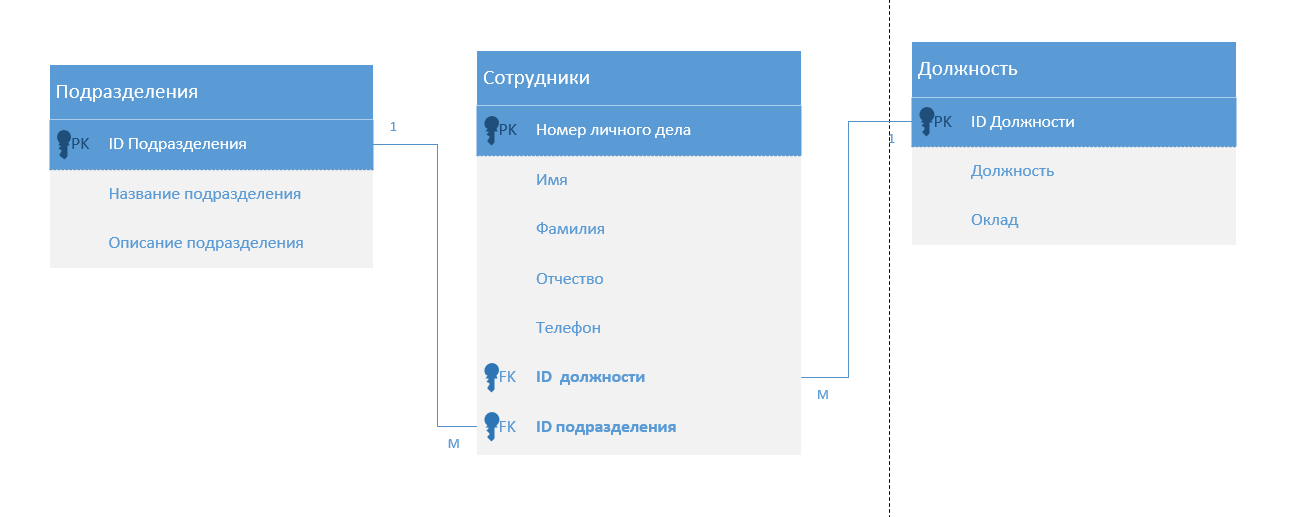 Подразделения
PK ID Подразделения
Название подразделения
Описание подразделения
1
M
Сотрудники
PK Номер личного дела
Имя
Фамилия
Отчество
Телефон
FK ID должности
FK ID подразделения
M
1
Должность
PK ID Должности
Должность
Оклад